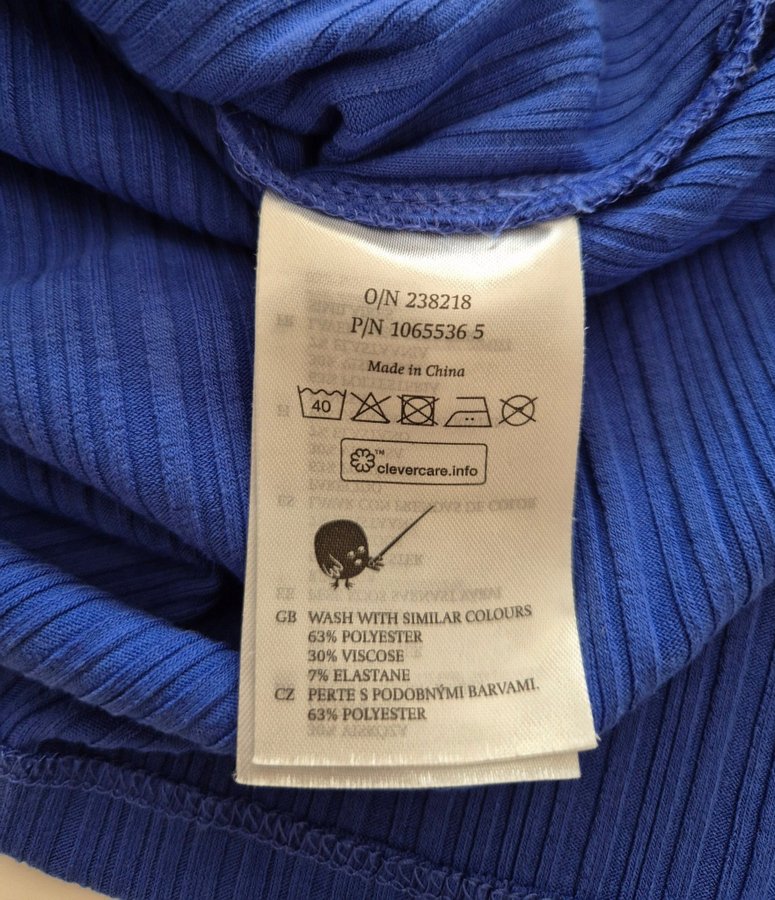 O/N 238218
P/N 1065536 5
Made in China
40
™ clevercare.info
GB WASH WITH SIMILAR COLOURS
63% POLYESTER
30% VISCOSE
7% ELASTANE
CZ PERTE S PODOBNÝMI BARVAMI.
63% POLYESTER